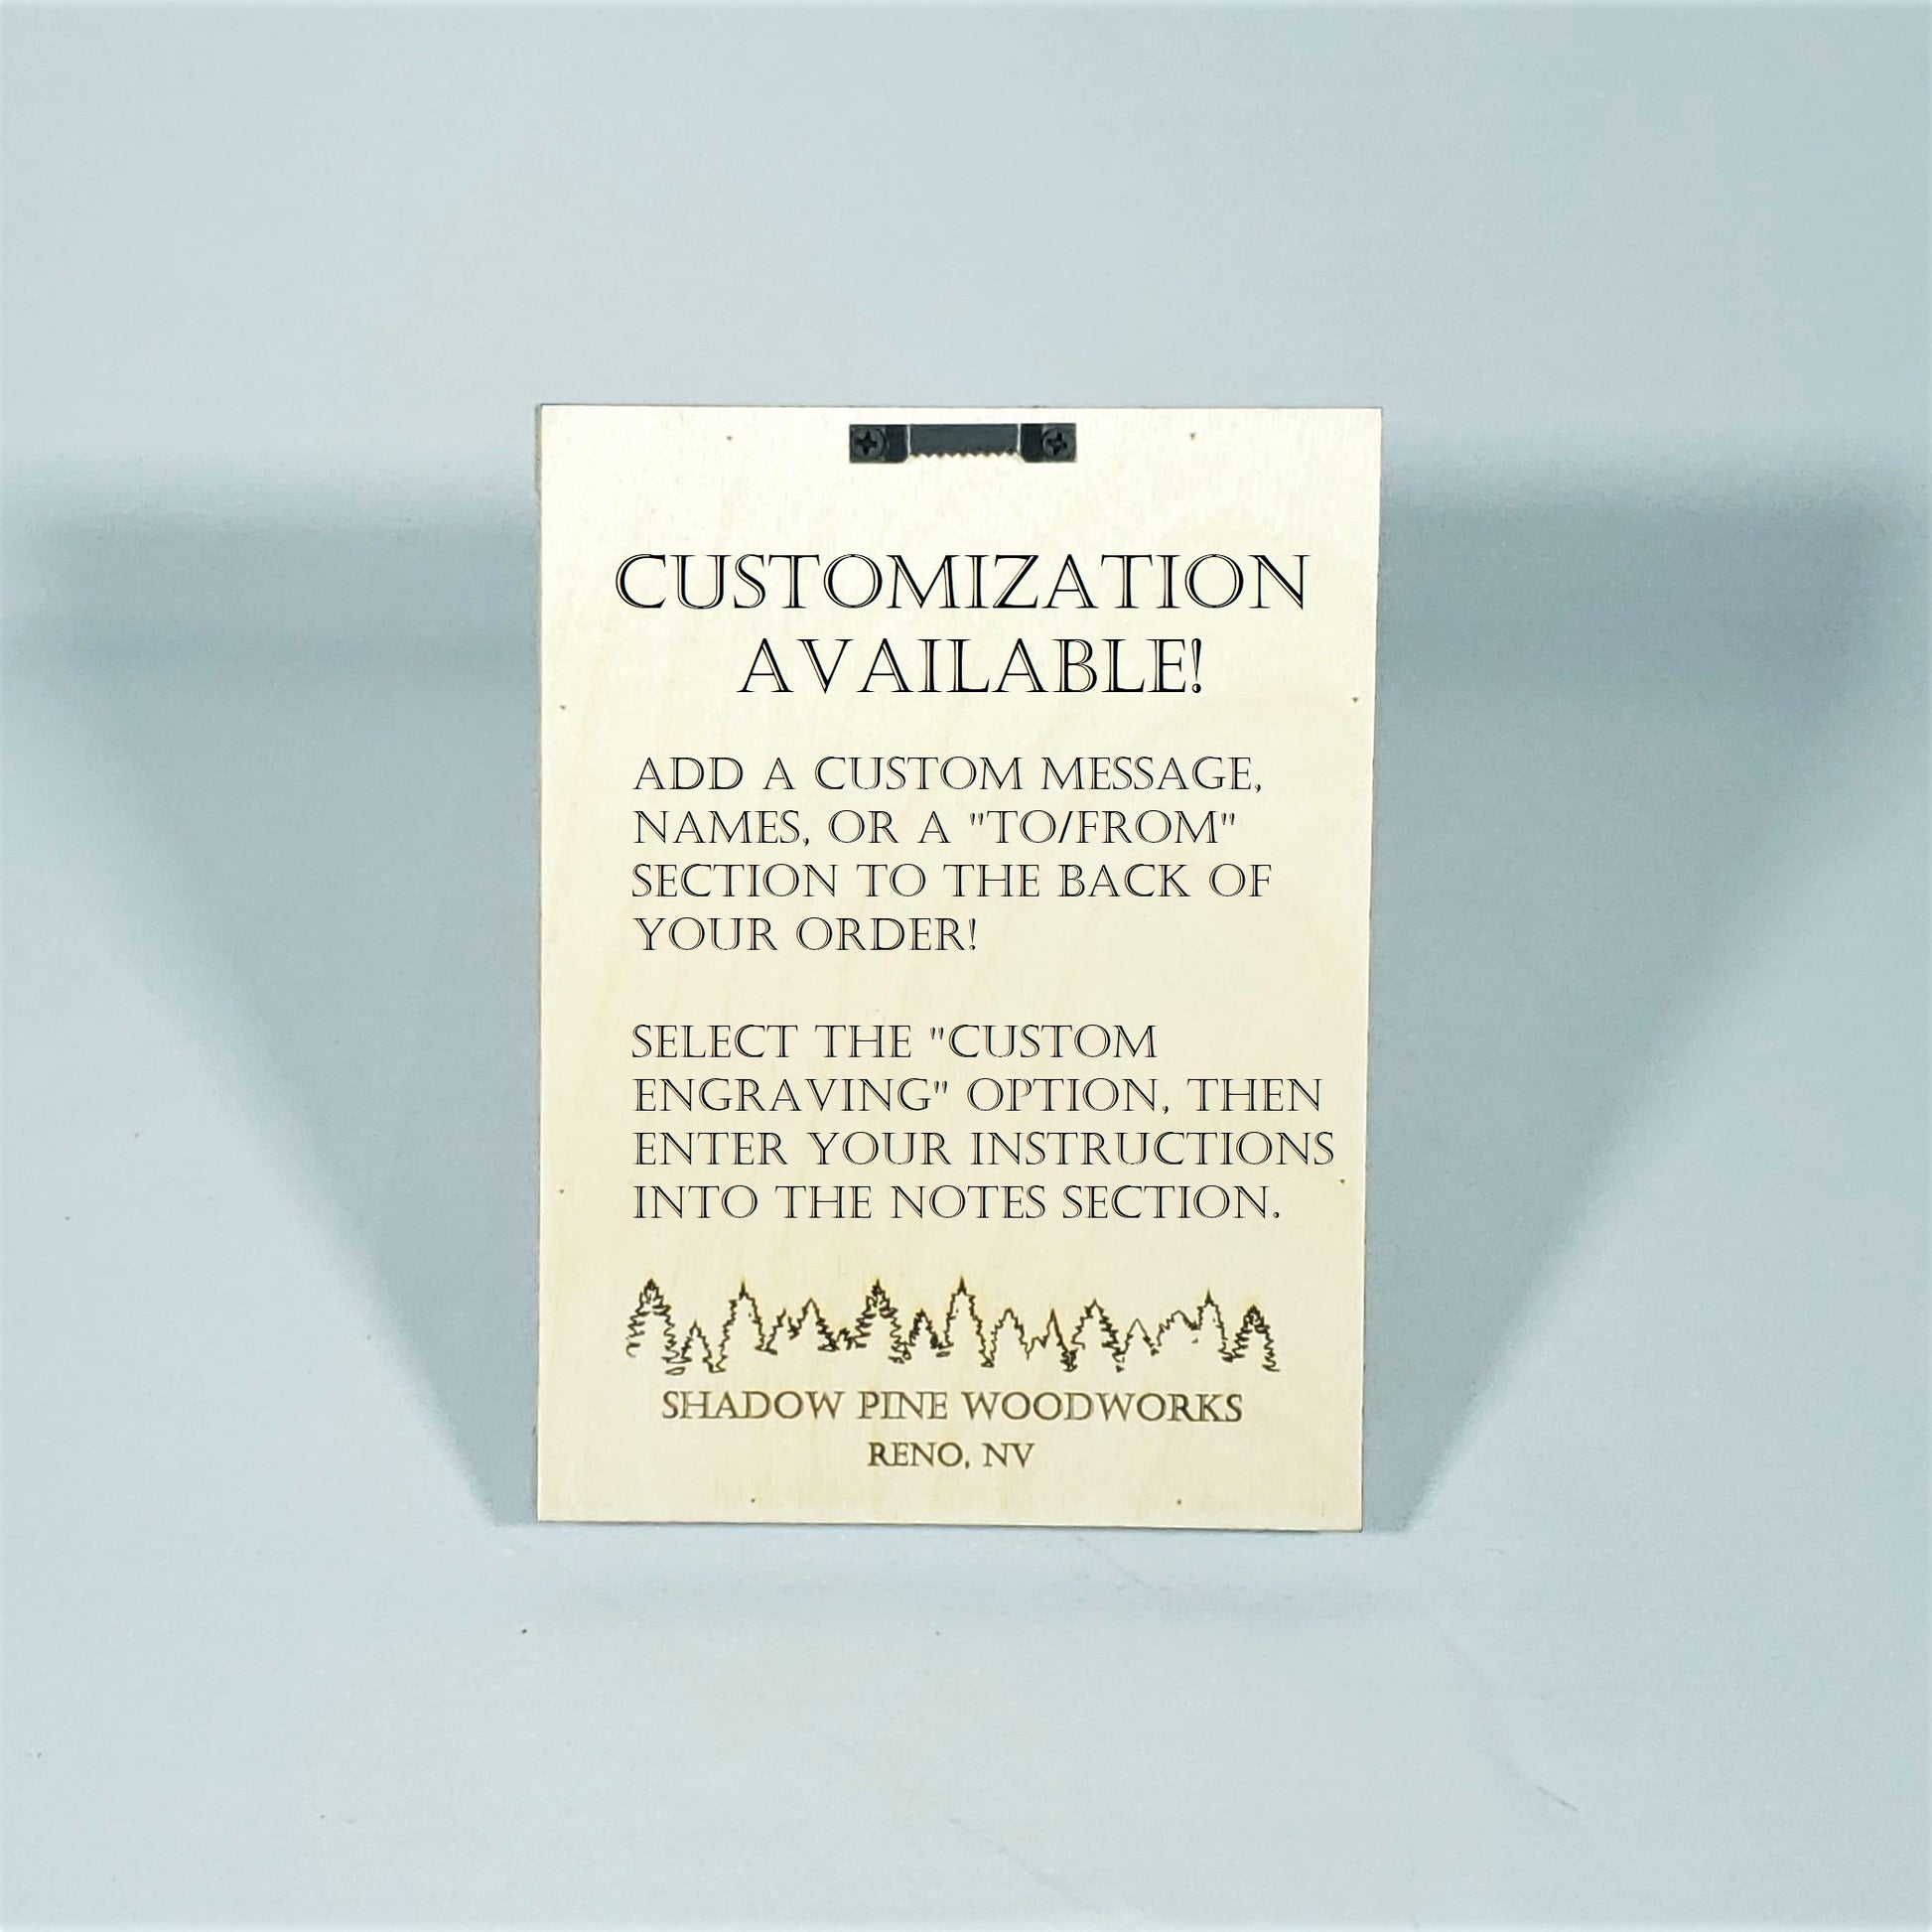 CUSTOMIZATION
AVAILABLE!
ADD A CUSTOM MESSAGE,
NAMES, OR A "TO/FROM"
SECTION TO THE BACK OF
YOUR ORDER!
SELECT THE "CUSTOM
ENGRAVING" OPTION, THEN
ENTER YOUR INSTRUCTIONS
INTO THE NOTES SECTION.
SHADOW PINE WOODWORKS
RENO, NV